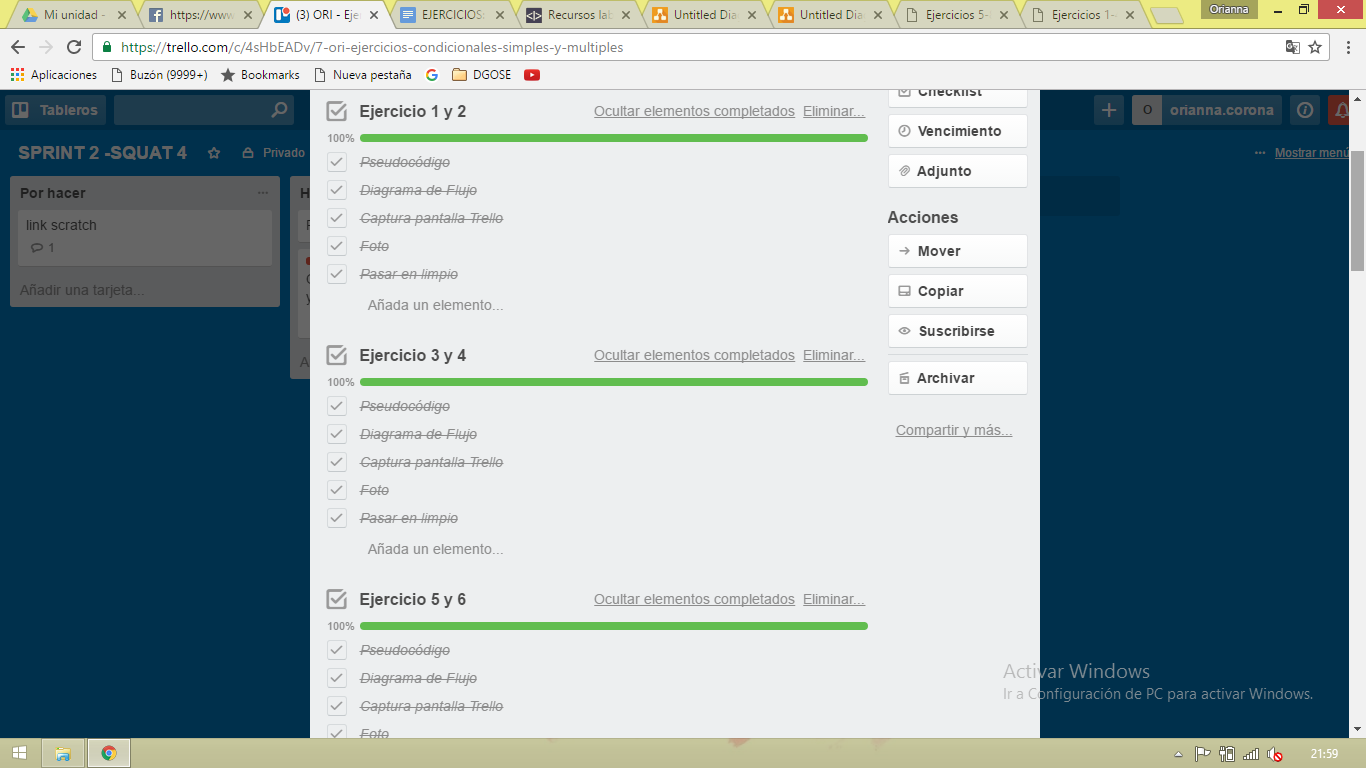 Mi unidad -
https://www
(3) ORI - Eje
EJERCICIOS
Recursos lab
Untitled Dia
Untitled Dia
Ejercicios 5-
Ejercicios 1-
Orianna
https://trello.com/c/4sHbEADv/7-ori-ejercicios-condicionales-simples-y-multiples
Aplicaciones
Buzón (9999+)
Bookmarks
Nueva pestaña
DGOSE
Tableros
O
orianna.corona
SPRINT 2 -SQUAT 4
Privado
Mostrar menú
Por hacer
link scratch
1
Añadir una tarjeta...
Ejercicio 1 y 2
Ocultar elementos completados
Eliminar...
100%
Pseudocódigo
Diagrama de Flujo
Captura pantalla Trello
Foto
Pasar en limpio
Añada un elemento...
Ejercicio 3 y 4
Ocultar elementos completados
Eliminar...
100%
Pseudocódigo
Diagrama de Flujo
Captura pantalla Trello
Foto
Pasar en limpio
Añada un elemento...
Ejercicio 5 y 6
Ocultar elementos completados
Eliminar...
100%
Pseudocódigo
Diagrama de Flujo
Captura pantalla Trello
Foto
Checklist
Vencimiento
Adjunto
Acciones
Mover
Copiar
Suscribirse
Archivar
Compartir y más...
Activar Windows
Ir a Configuración de PC para activar Windows.
21:59